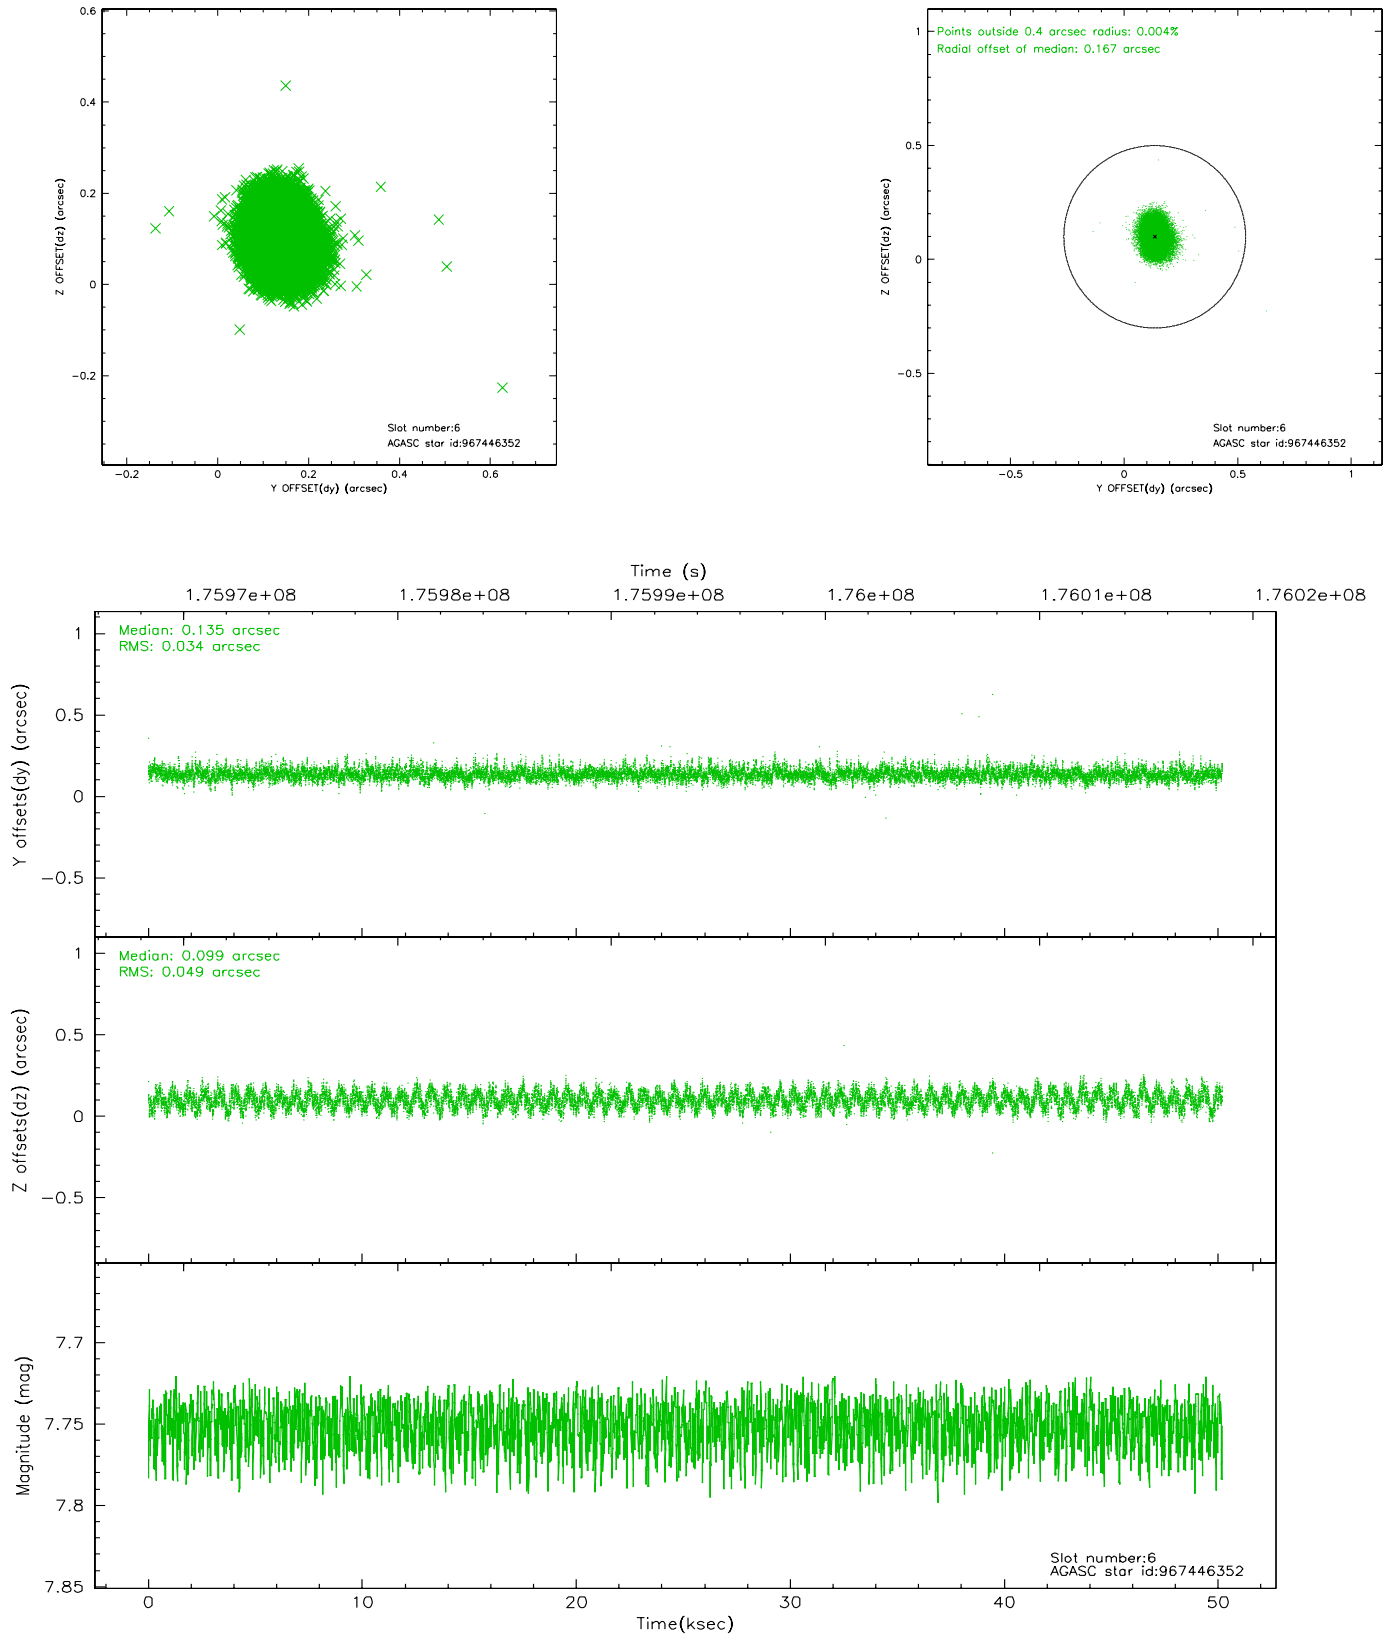 0.6
0.4
0.2
0
−0.2
Z OFFSET(dz) (arcsec)
Slot number:6
AGASC star id:967446352
−0.2 0 0.2 0.4 0.6
Y OFFSET(dy) (arcsec)
Points outside 0.4 arcsec radius: 0.004%
Radial offset of median: 0.167 arcsec
1
0.5
0
−0.5
Z OFFSET(dz) (arcsec)
Slot number:6
AGASC star id:967446352
−0.5 0 0.5 1
Y OFFSET(dy) (arcsec)
Time (s)
1.7597e+08 1.7598e+08 1.7599e+08 1.76e+08 1.7601e+08 1.7602e+08
Median: 0.135 arcsec
RMS: 0.034 arcsec
1
0.5
0
−0.5
Y offsets(dy) (arcsec)
Median: 0.099 arcsec
RMS: 0.049 arcsec
1
0.5
0
−0.5
Z offsets(dz) (arcsec)
7.7
7.75
7.8
7.85
Magnitude (mag)
Slot number:6
AGASC star id:967446352
0 10 20 30 40 50
Time(ksec)